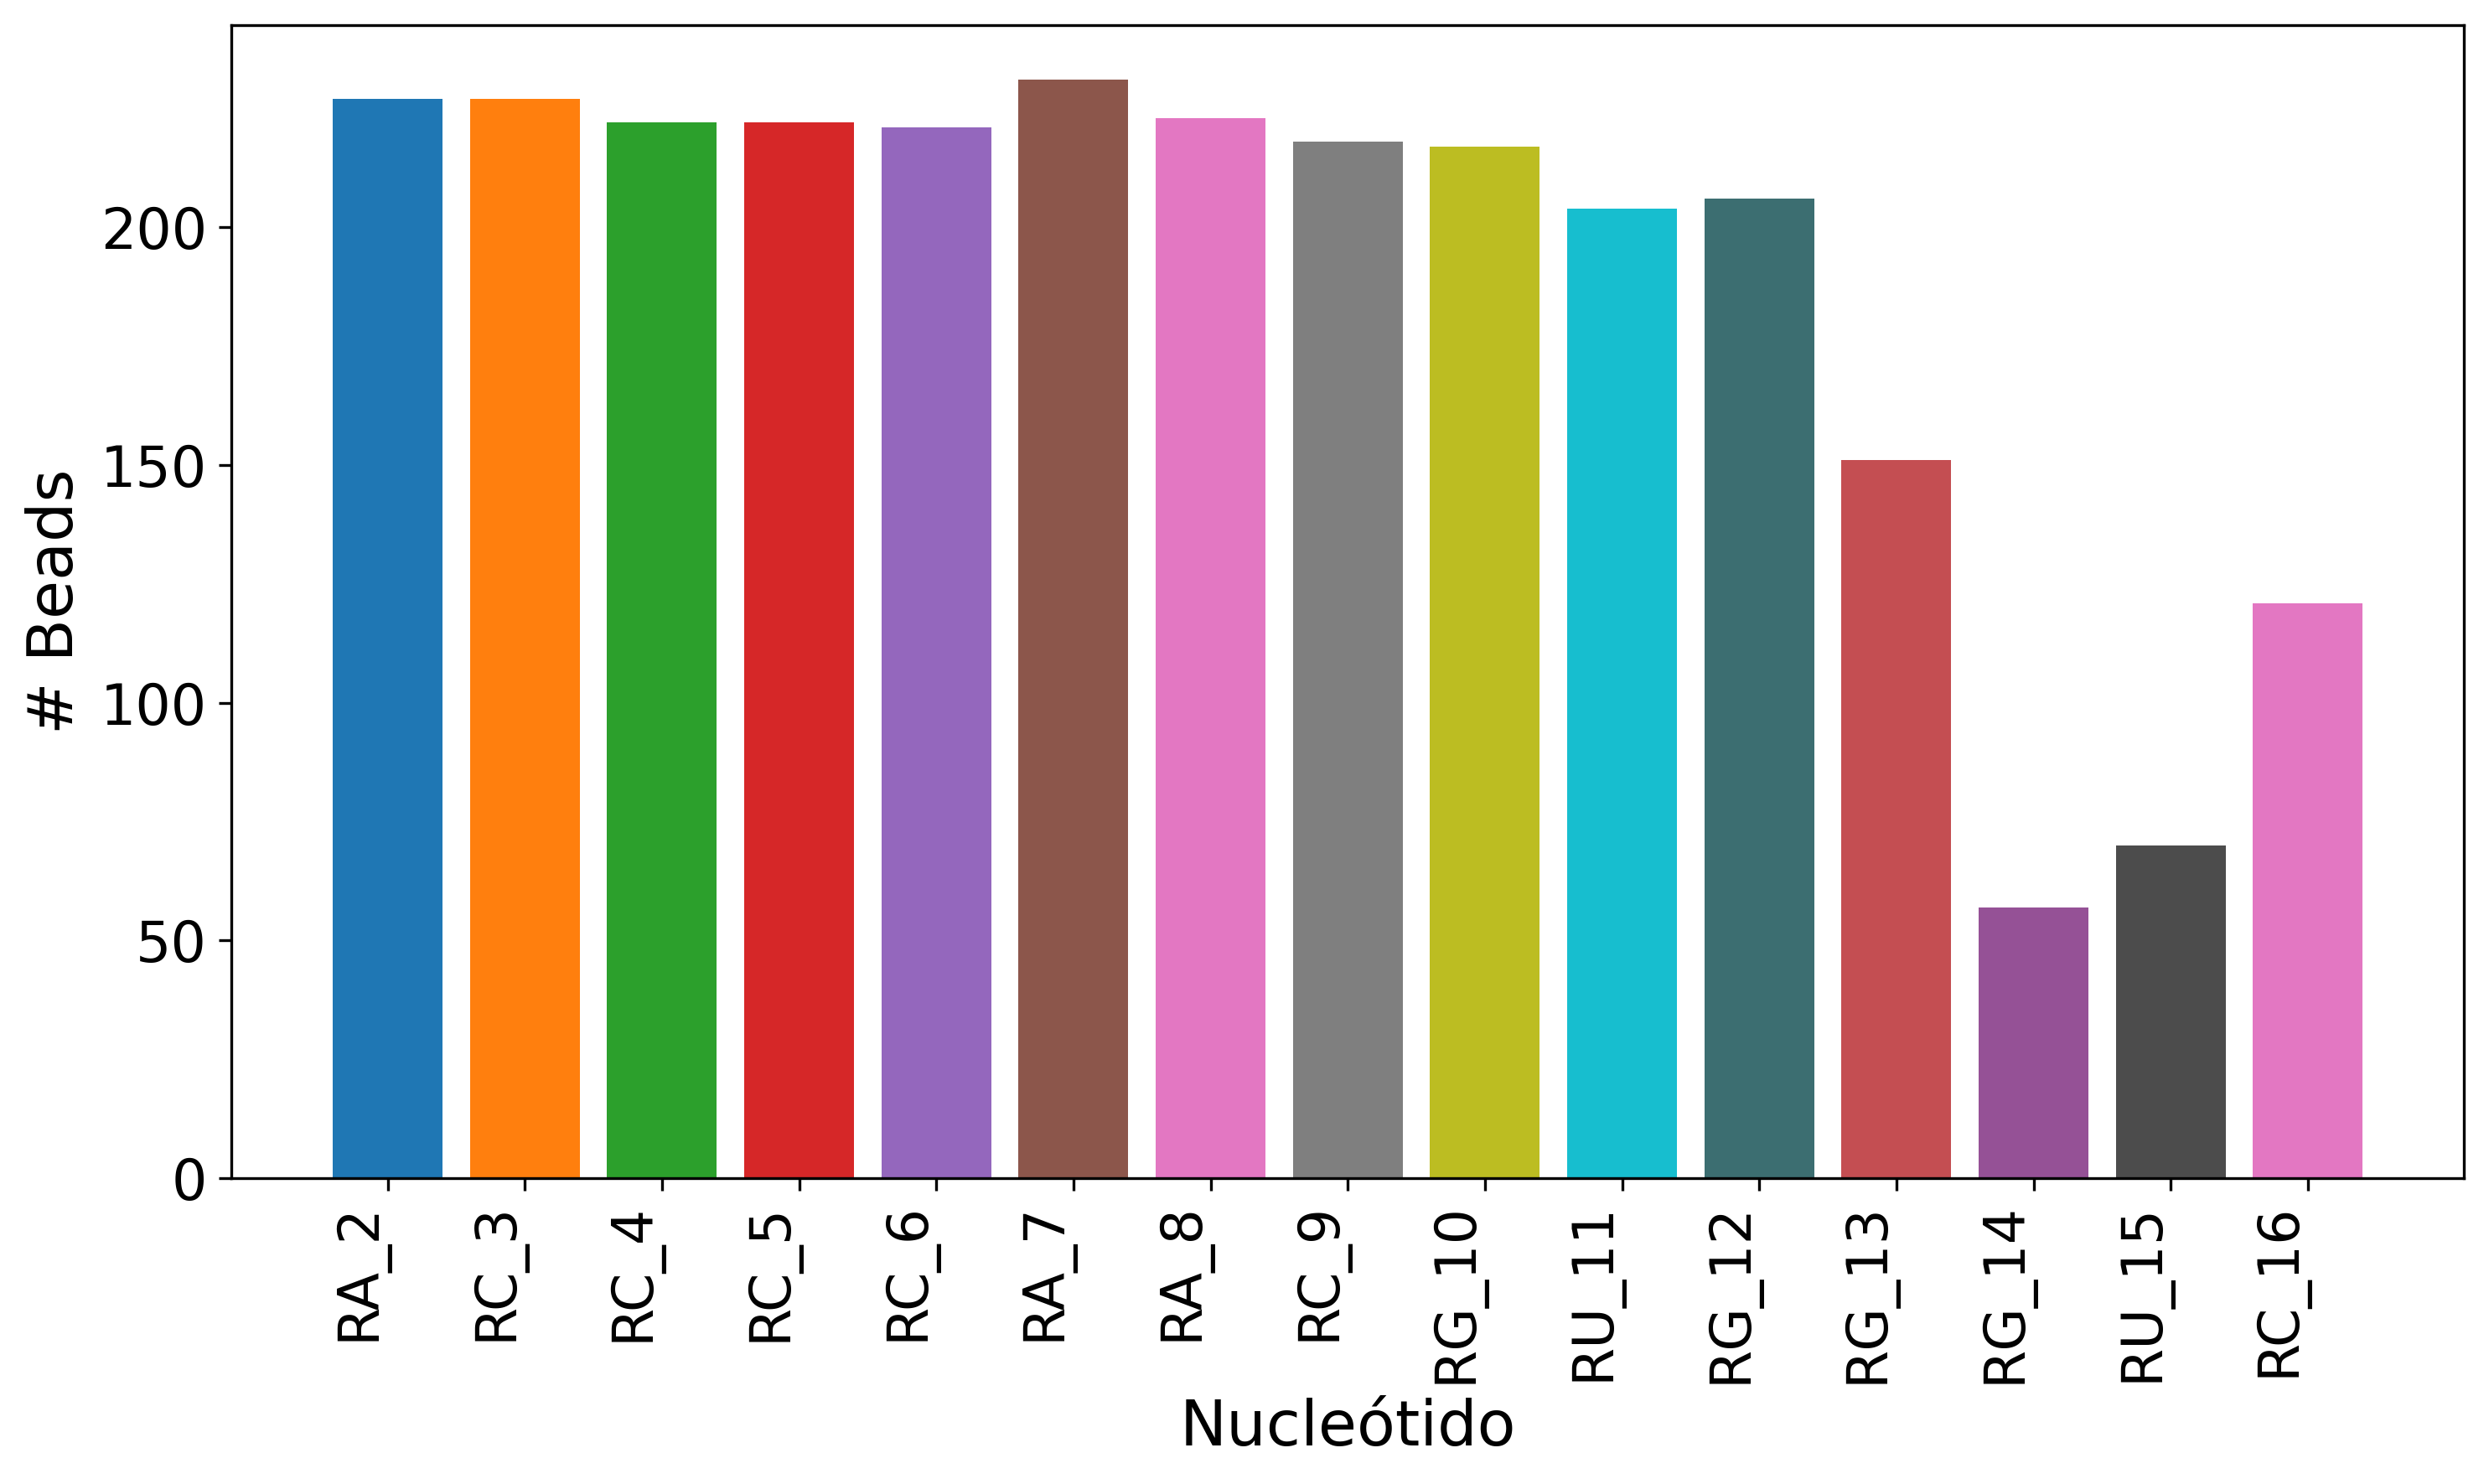 # Beads
200
150
100
50
0
RA_2
RC_3
RC_4
RC_5
RC_6
RA_7
RA_8
RC_9
RG_10
RU_11
RG_12
RG_13
RG_14
RU_15
RC_16
Nucleótido